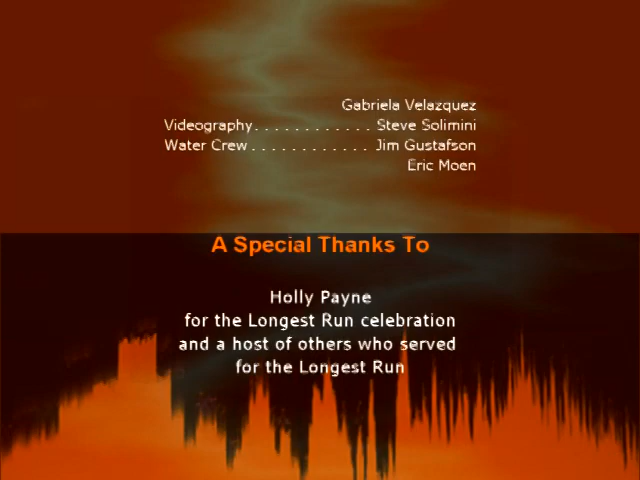 Gabriela Velazquez
Videography. . . . . . . . . . . . Steve Solimini
Water Crew . . . . . . . . . . . . Jim Gustafson
Eric Moen
A Special Thanks To
Holly Payne
for the Longest Run celebration
and a host of others who served
for the Longest Run